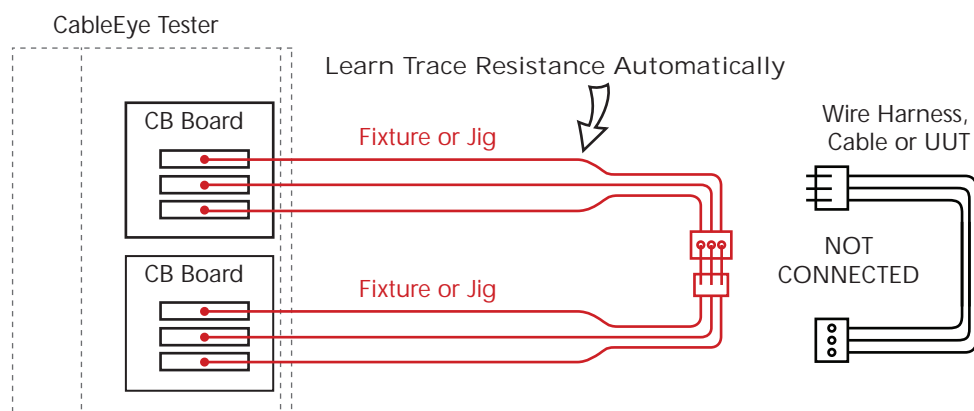 CableEye Tester
Learn Trace Resistance Automatically
CB Board
Fixture or Jig
Wire Harness,
Cable or UUT
NOT
CONNECTED
CB Board
Fixture or Jig